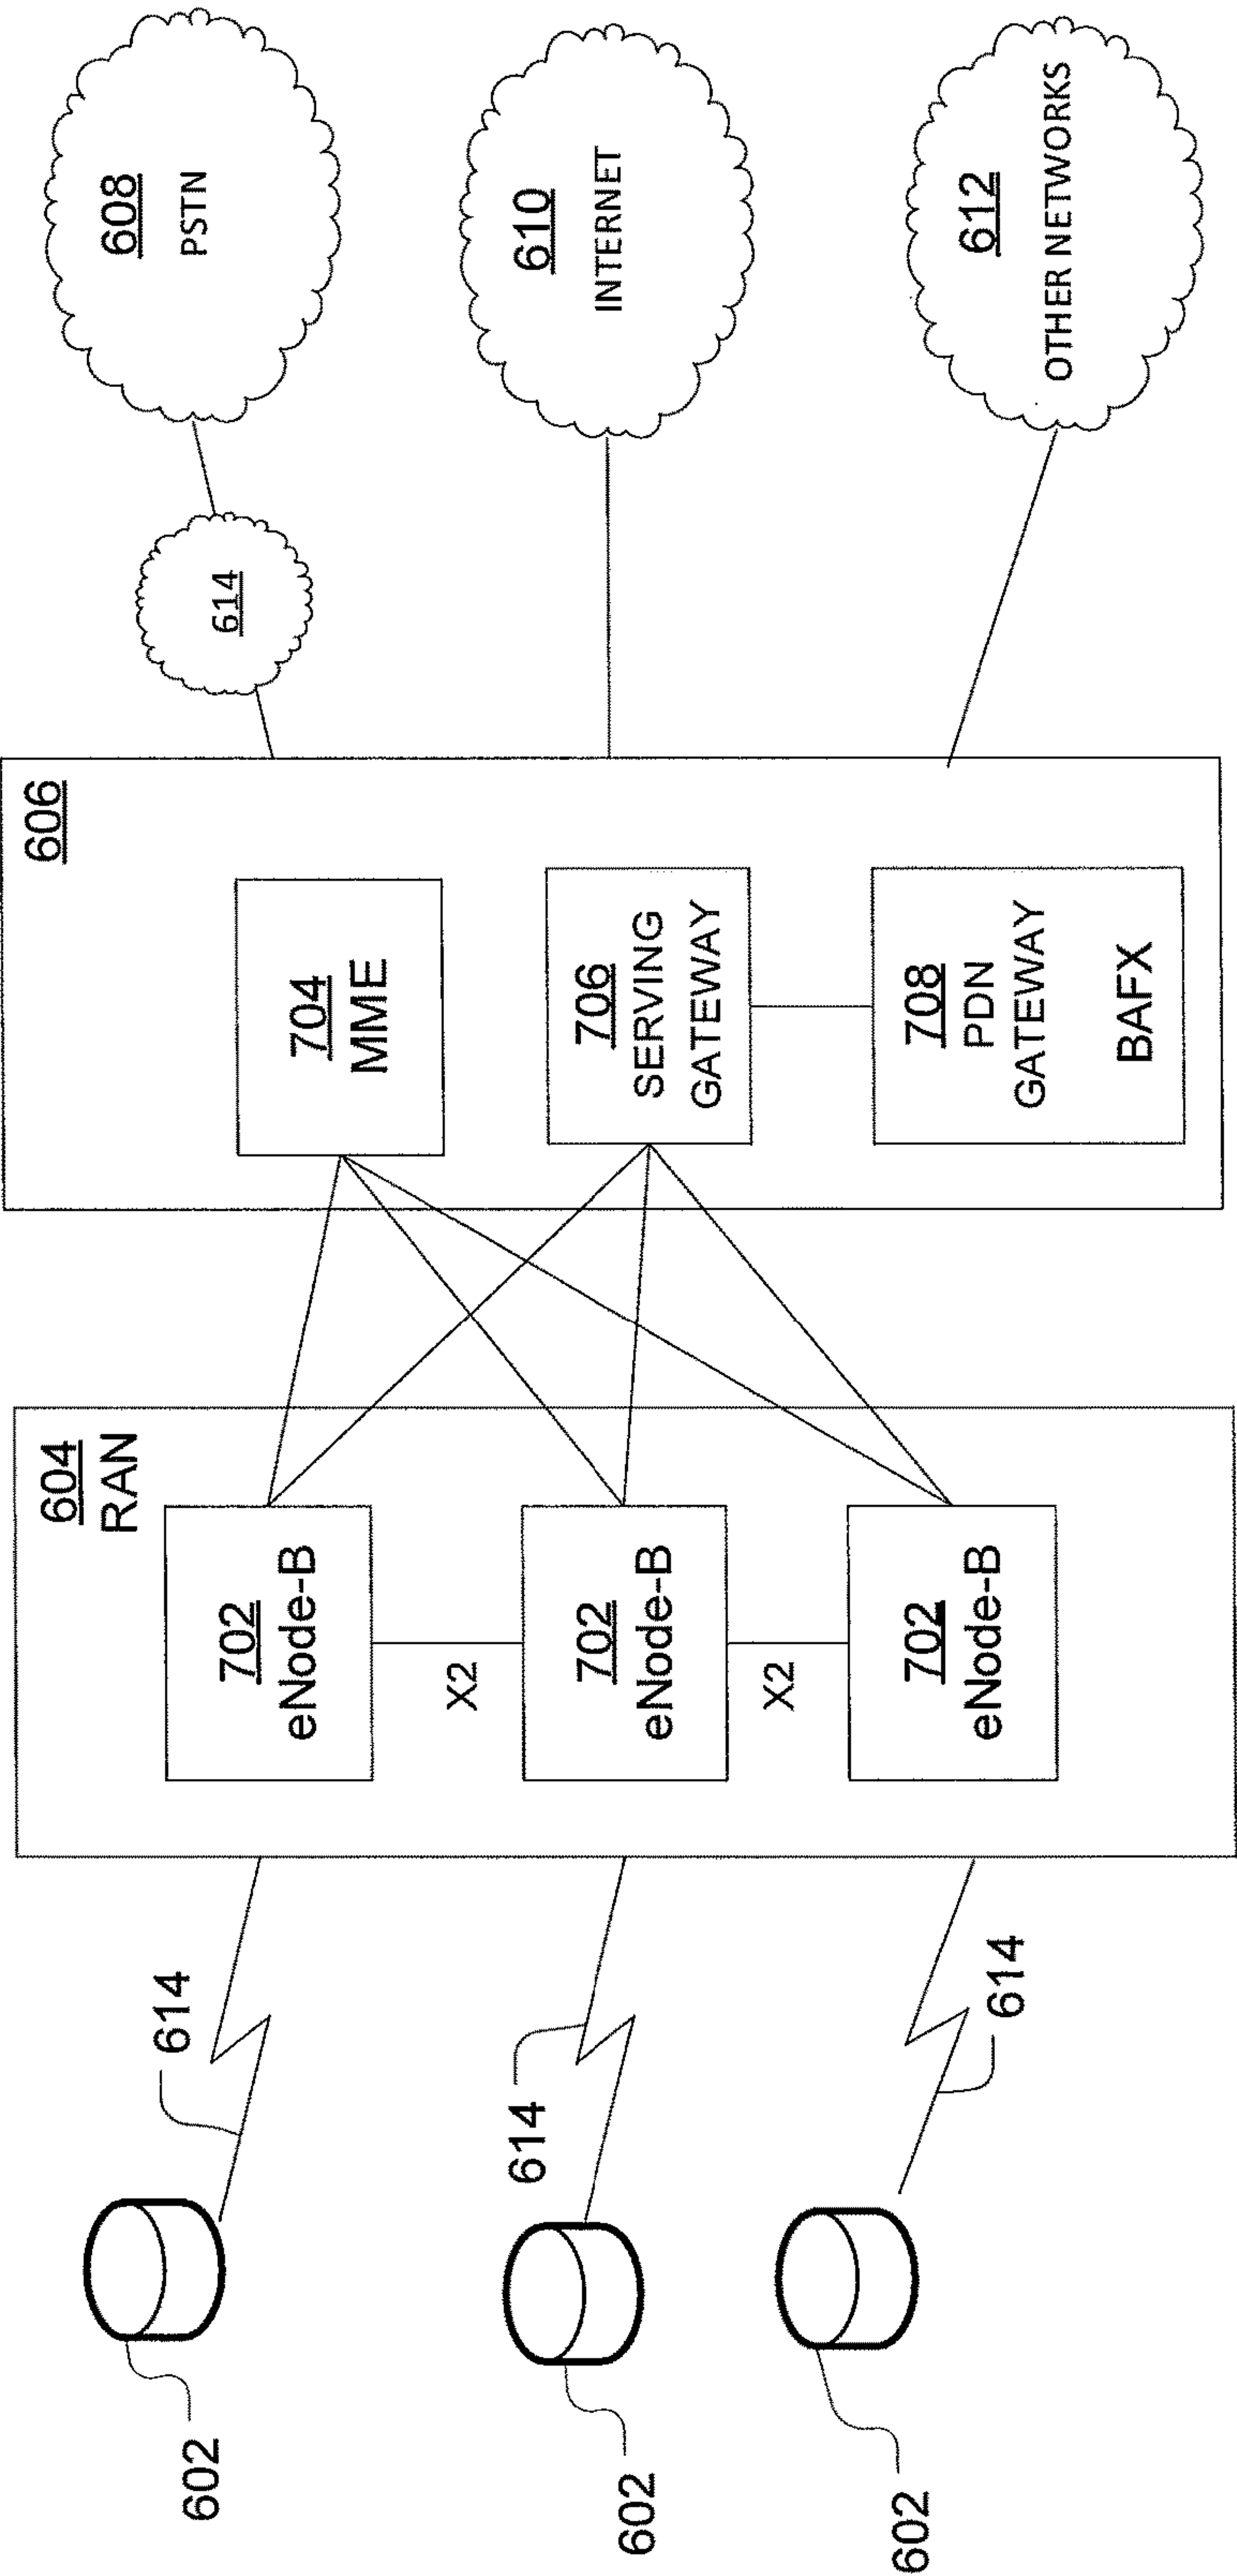 602
614
602
614
602
614
604
RAN
702
eNode-B
X2
702
eNode-B
X2
702
eNode-B
606
704
MME
706
SERVING
GATEWAY
708
PDN
GATEWAY
BAFX
614
608
PSTN
610
INTERNET
612
OTHER NETWORKS